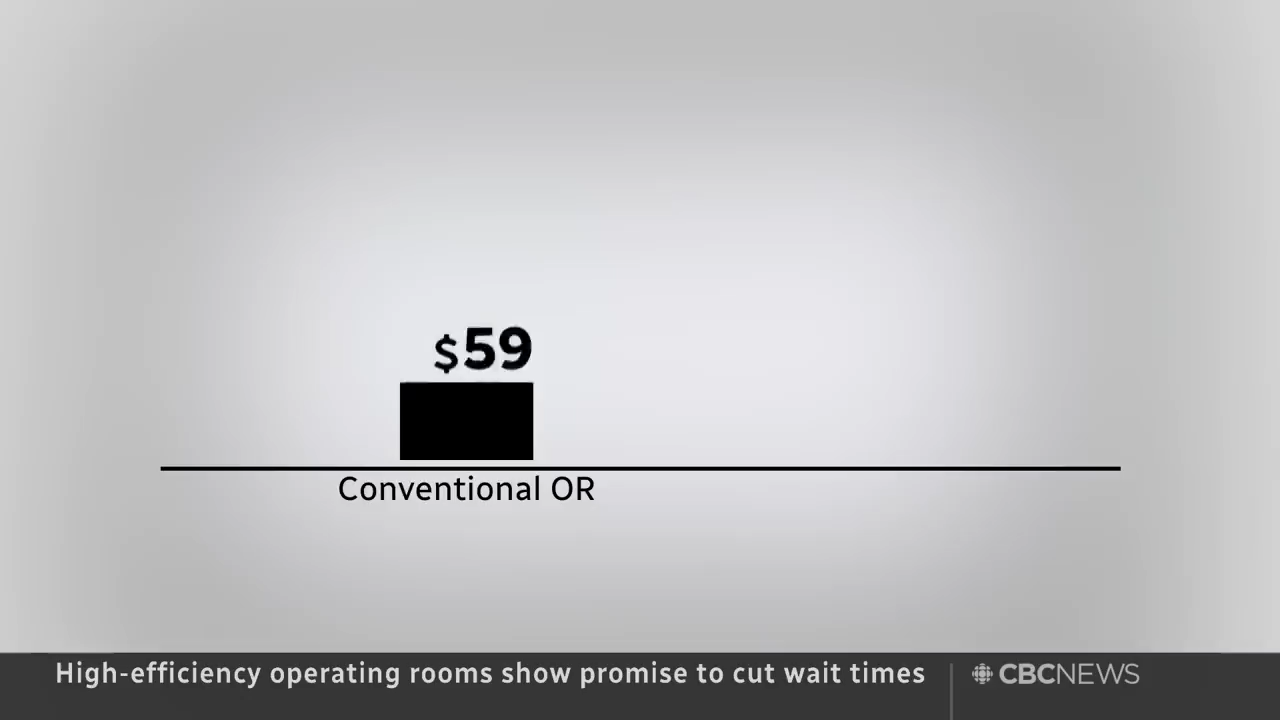 $59
Conventional OR
High-efficiency operating rooms show promise to cut wait times
CBCNEWS